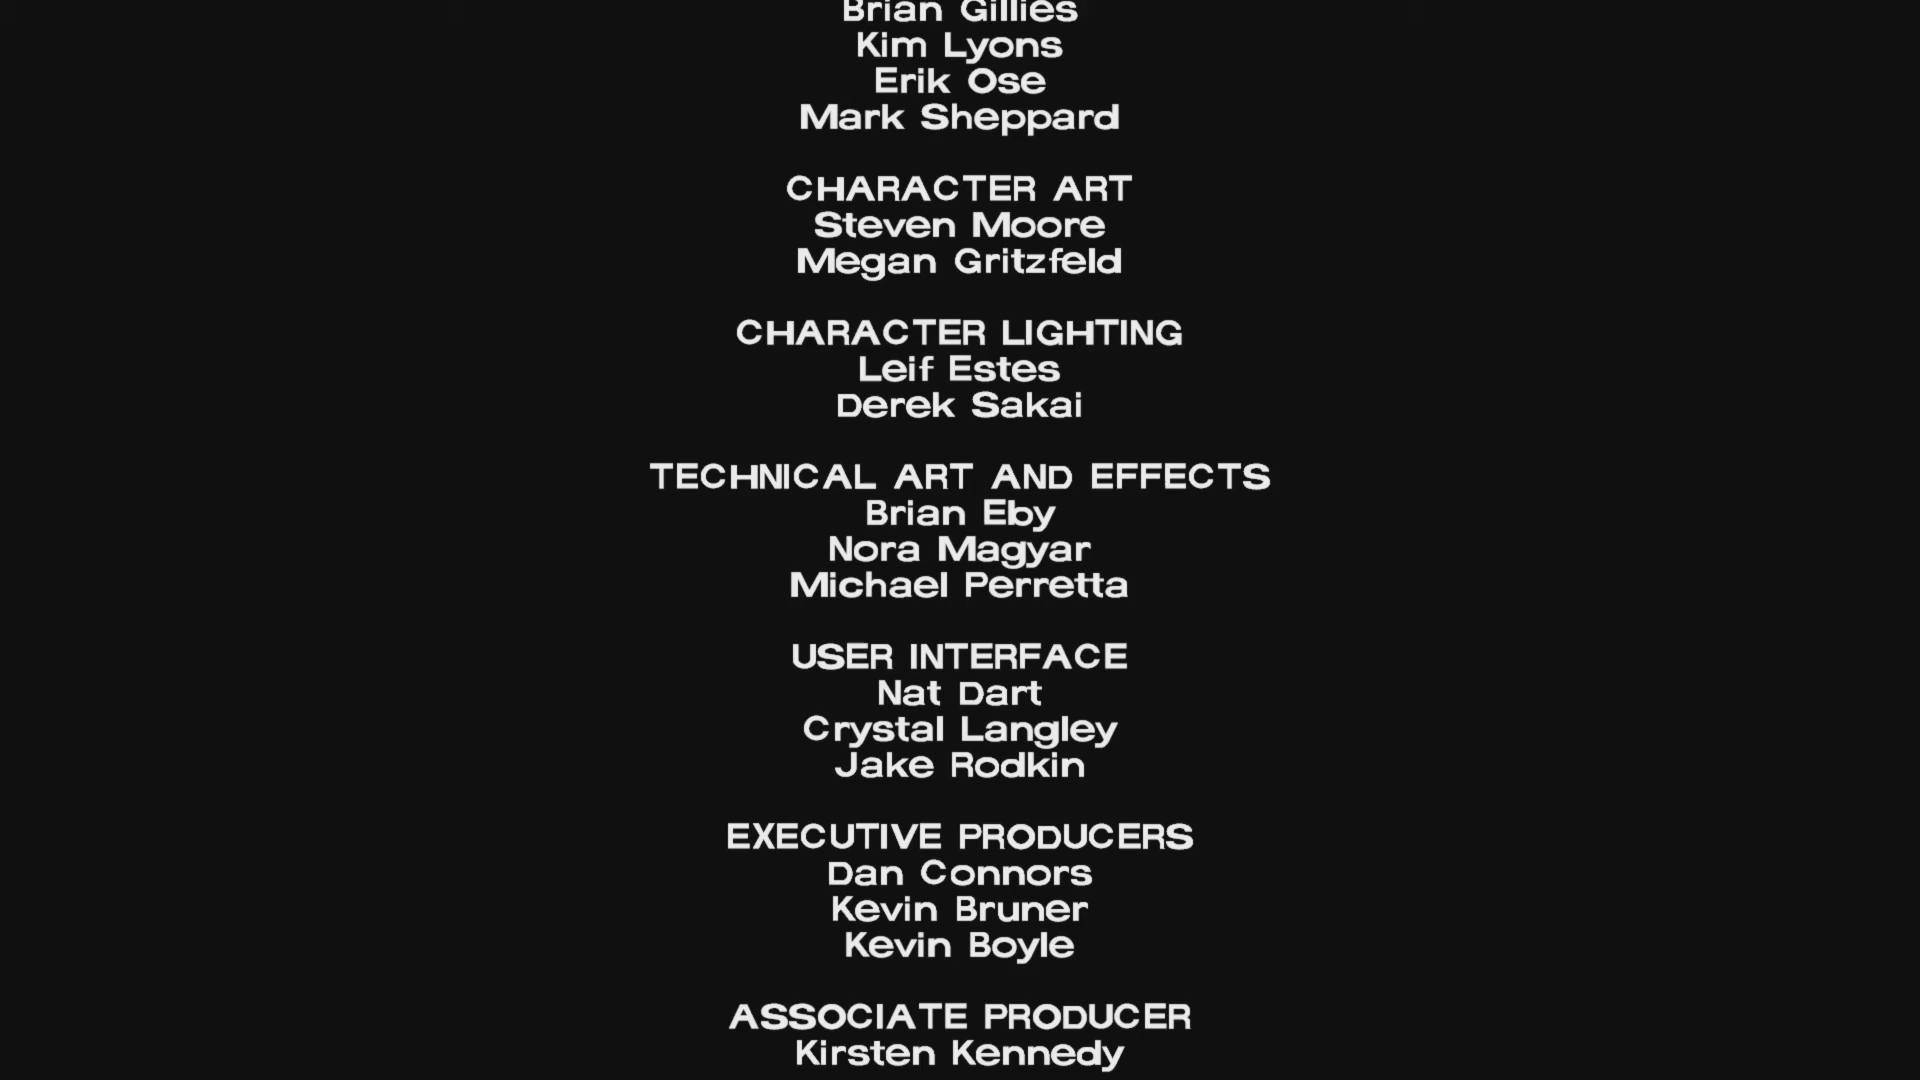 Brian Gillies
Kim Lyons
Erik Ose
Mark Sheppard
CHARACTER ART
Steven Moore
Megan Gritzfeld
CHARACTER LIGHTING
Leif Estes
Derek Sakai
TECHNICAL ART AND EFFECTS
Brian Eby
Nora Magyar
Michael Perretta
USER INTERFACE
Nat Dart
Crystal Langley
Jake Rodkin
EXECUTIVE PRODUCERS
Dan Connors
Kevin Bruner
Kevin Boyle
ASSOCIATE PRODUCER
Kirsten Kennedy